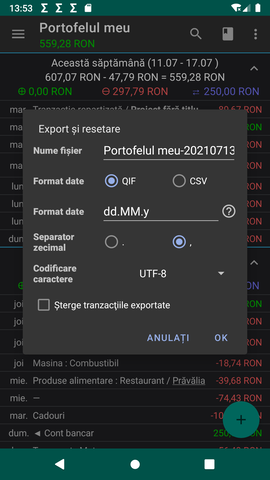 13:53
Portofelul meu
559,28 RON
Această săptămână (11.07 - 17.07 )
607,07 RON - 47,79 RON = 559,28 RON
0,00 RON 297,79 RON 250,00 RON
Export și resetare
Nume fișier Portofelul meu-20210713
Format date QIF CSV
Format date dd.MM.y
Separator zecimal . ,
Codificare caractere UTF-8
Șterge tranzacțiile exportate
ANULAȚI OK
joi Masina : Combustibil -18,74 RON
mie. Produse alimentare : Restaurant / Prăvălia -39,68 RON
mie. — -74,43 RON
mar. Cadouri
dum. ◄ Cont bancar